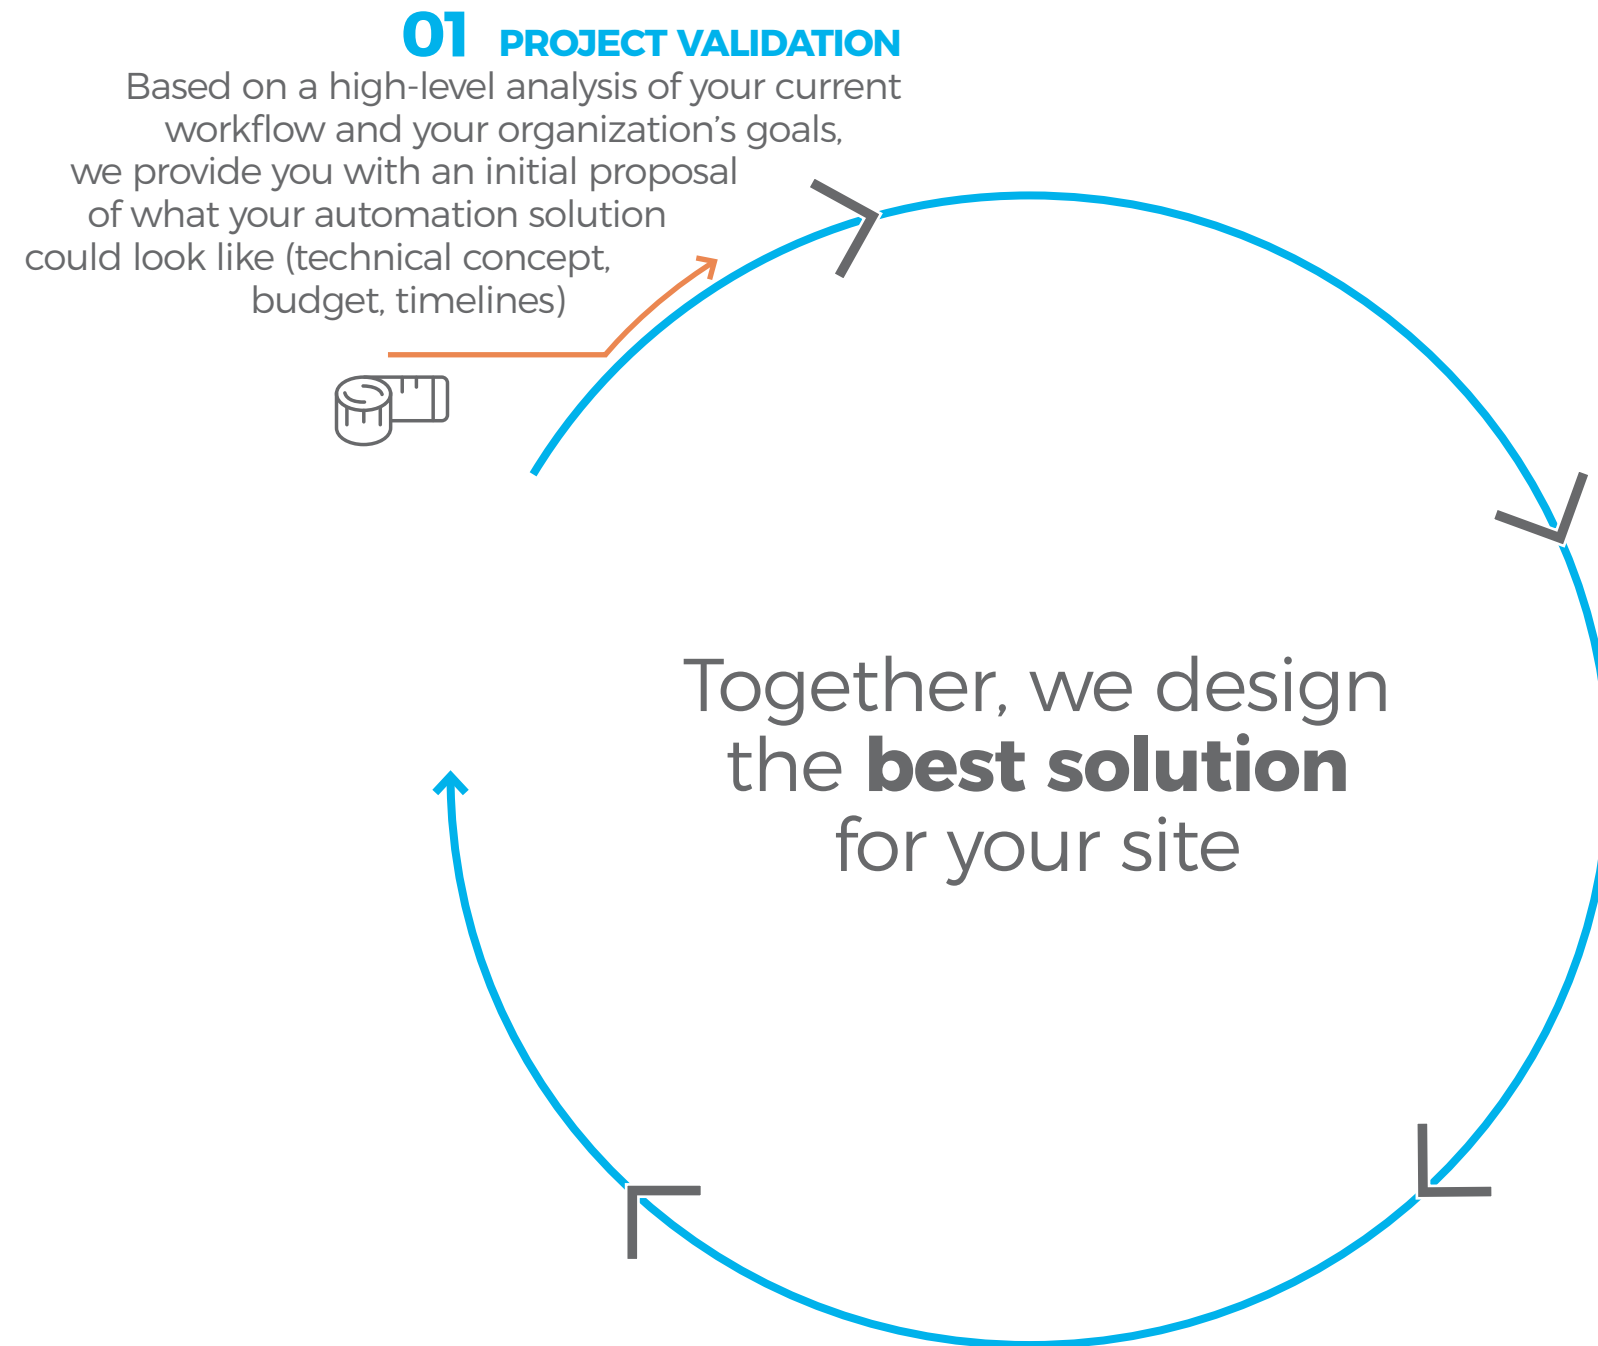 01 PROJECT VALIDATION
Based on a high-level analysis of your current
workflow and your organization’s goals,
we provide you with an initial proposal
of what your automation solution
could look like (technical concept,
budget, timelines)
Together, we design
the best solution
for your site